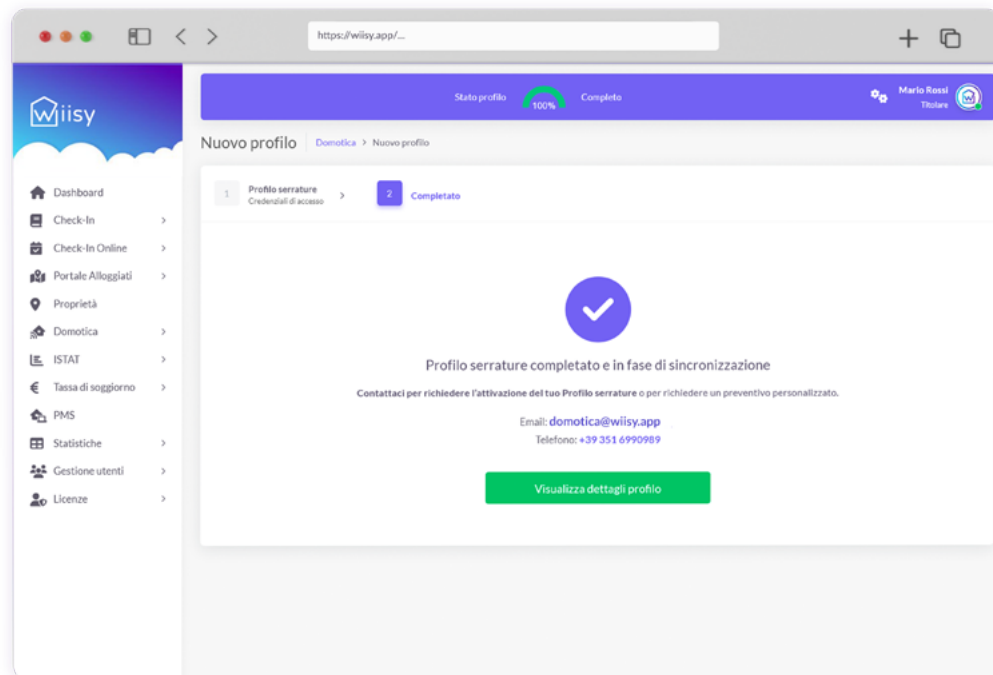 https://wiisy.app/...
wiisy
Stato profilo 100% Completo
Mario Rossi
Titolare
Nuovo profilo Domotica > Nuovo profilo
1 Profilo serrature
Credenziali di accesso
> 2 Completato
Dashboard
Check-In
Check-In Online
Portale Alloggiati
Proprietà
Domotica
ISTAT
Tassa di soggiorno
PMS
Statistiche
Gestione utenti
Licenze
Profilo serrature completato e in fase di sincronizzazione
Contattaci per richiedere l'attivazione del tuo Profilo serrature o per richiedere un preventivo personalizzato.
Email: domotica@wiisy.app
Telefono: +39 351 6990989
Visualizza dettagli profilo